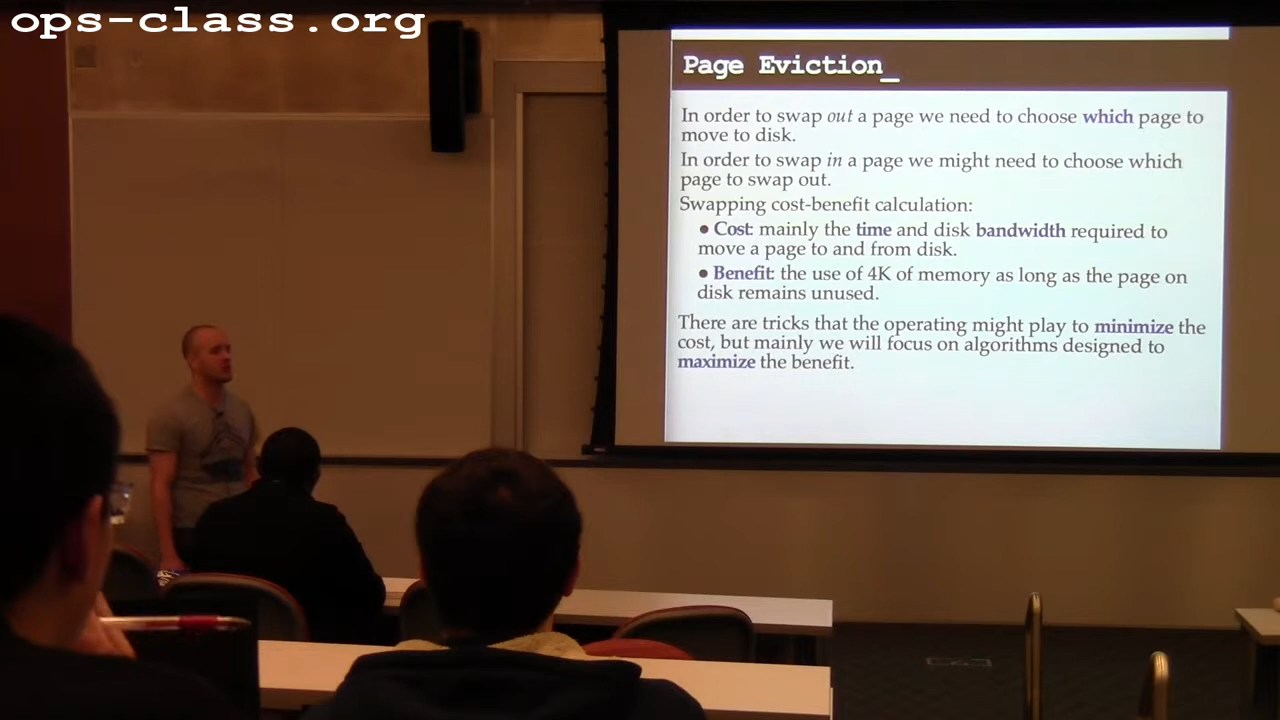 ops-class.org
Page Eviction_
In order to swap out a page we need to choose which page to
move to disk.
In order to swap in a page we might need to choose which
page to swap out.
Swapping cost-benefit calculation:
● Cost: mainly the time and disk bandwidth required to
move a page to and from disk.
● Benefit: the use of 4K of memory as long as the page on
disk remains unused.
There are tricks that the operating might play to minimize the
cost, but mainly we will focus on algorithms designed to
maximize the benefit.